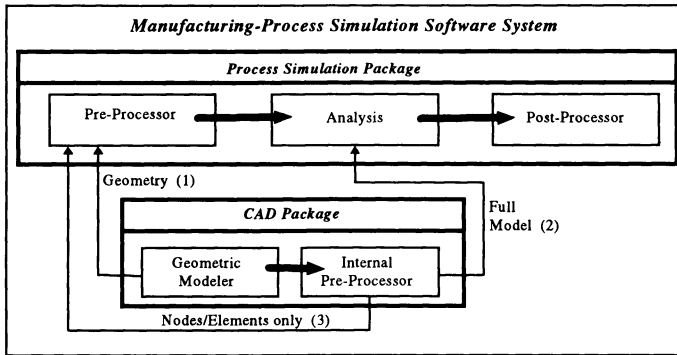 Manufacturing-Process Simulation Software System
Process Simulation Package
Pre-Processor
Analysis
Post-Processor
Geometry (1)
Full
Model (2)
CAD Package
Geometric
Modeler
Internal
Pre-Processor
Nodes/Elements only (3)